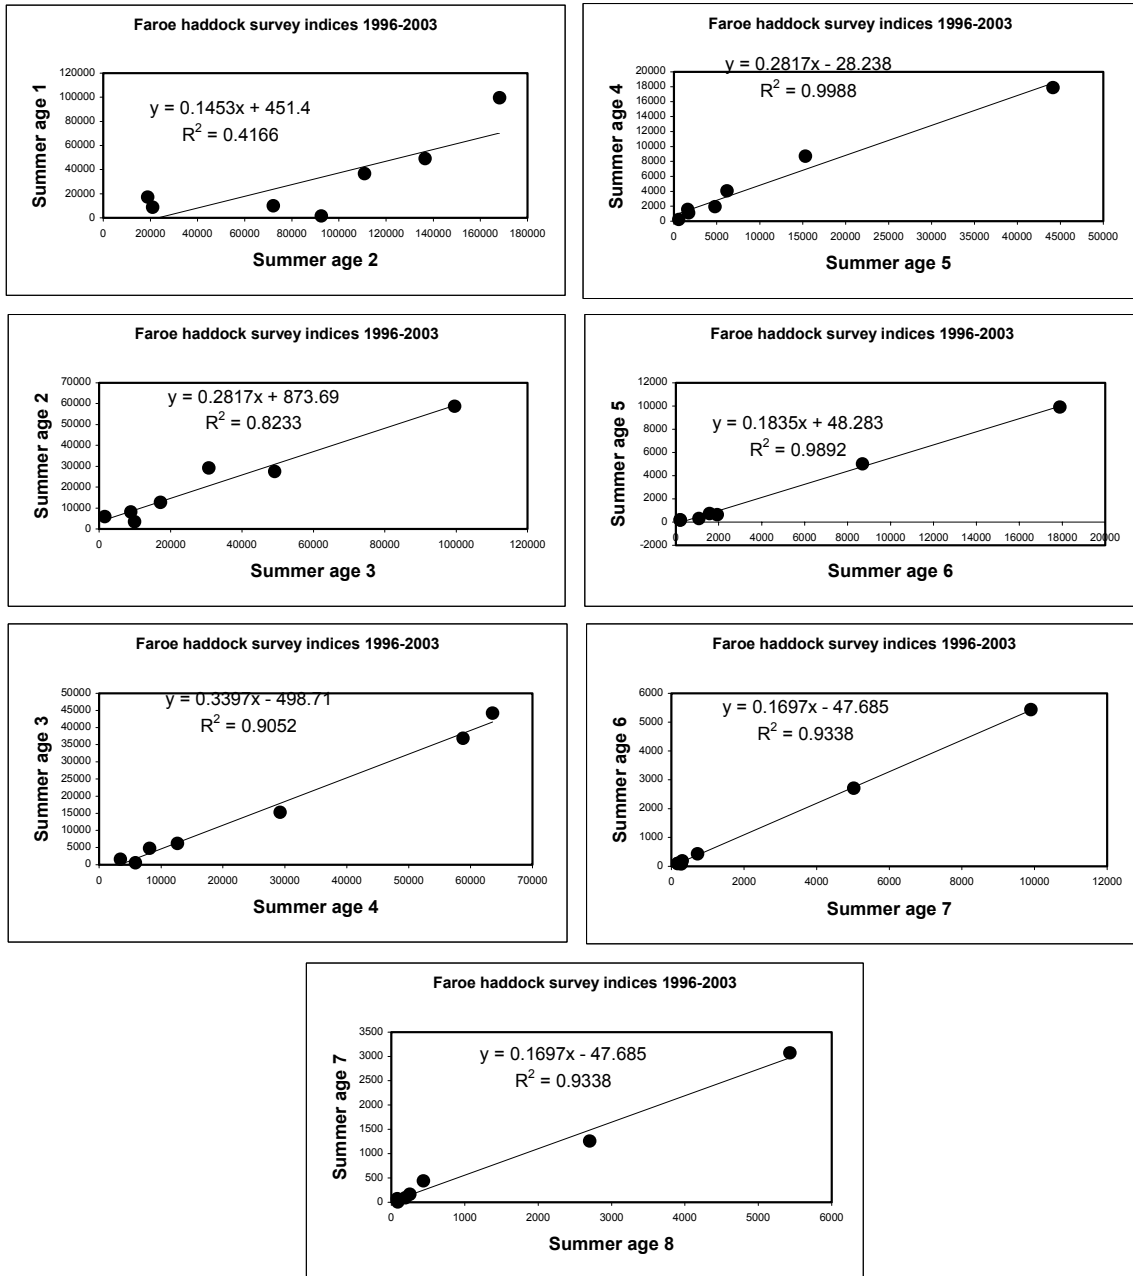 Faroe haddock survey indices 1996-2003
y = 0.1453x + 451.4
R² = 0.4166
120000
100000
80000
60000
40000
20000
0
0 20000 40000 60000 80000 100000 120000 140000 160000 180000
Summer age 1
Summer age 2
Faroe haddock survey indices 1996-2003
y = 0.2817x - 28.238
R² = 0.9988
20000
18000
16000
14000
12000
10000
8000
6000
4000
2000
0
0 5000 10000 15000 20000 25000 30000 35000 40000 45000 50000
Summer age 4
Summer age 5
Faroe haddock survey indices 1996-2003
y = 0.2817x + 873.69
R² = 0.8233
70000
60000
50000
40000
30000
20000
10000
0
0 20000 40000 60000 80000 100000 120000
Summer age 2
Summer age 3
Faroe haddock survey indices 1996-2003
y = 0.1835x + 48.283
R² = 0.9892
12000
10000
8000
6000
4000
2000
0
-2000
0 2000 4000 6000 8000 10000 12000 14000 16000 18000 20000
Summer age 5
Summer age 6
Faroe haddock survey indices 1996-2003
y = 0.3397x - 498.71
R² = 0.9052
50000
45000
40000
35000
30000
25000
20000
15000
10000
5000
0
0 10000 20000 30000 40000 50000 60000 70000
Summer age 3
Summer age 4
Faroe haddock survey indices 1996-2003
y = 0.1697x - 47.685
R² = 0.9338
6000
5000
4000
3000
2000
1000
0
0 2000 4000 6000 8000 10000 12000
Summer age 6
Summer age 7
Faroe haddock survey indices 1996-2003
y = 0.1697x - 47.685
R² = 0.9338
3500
3000
2500
2000
1500
1000
500
0
0 1000 2000 3000 4000 5000 6000
Summer age 7
Summer age 8